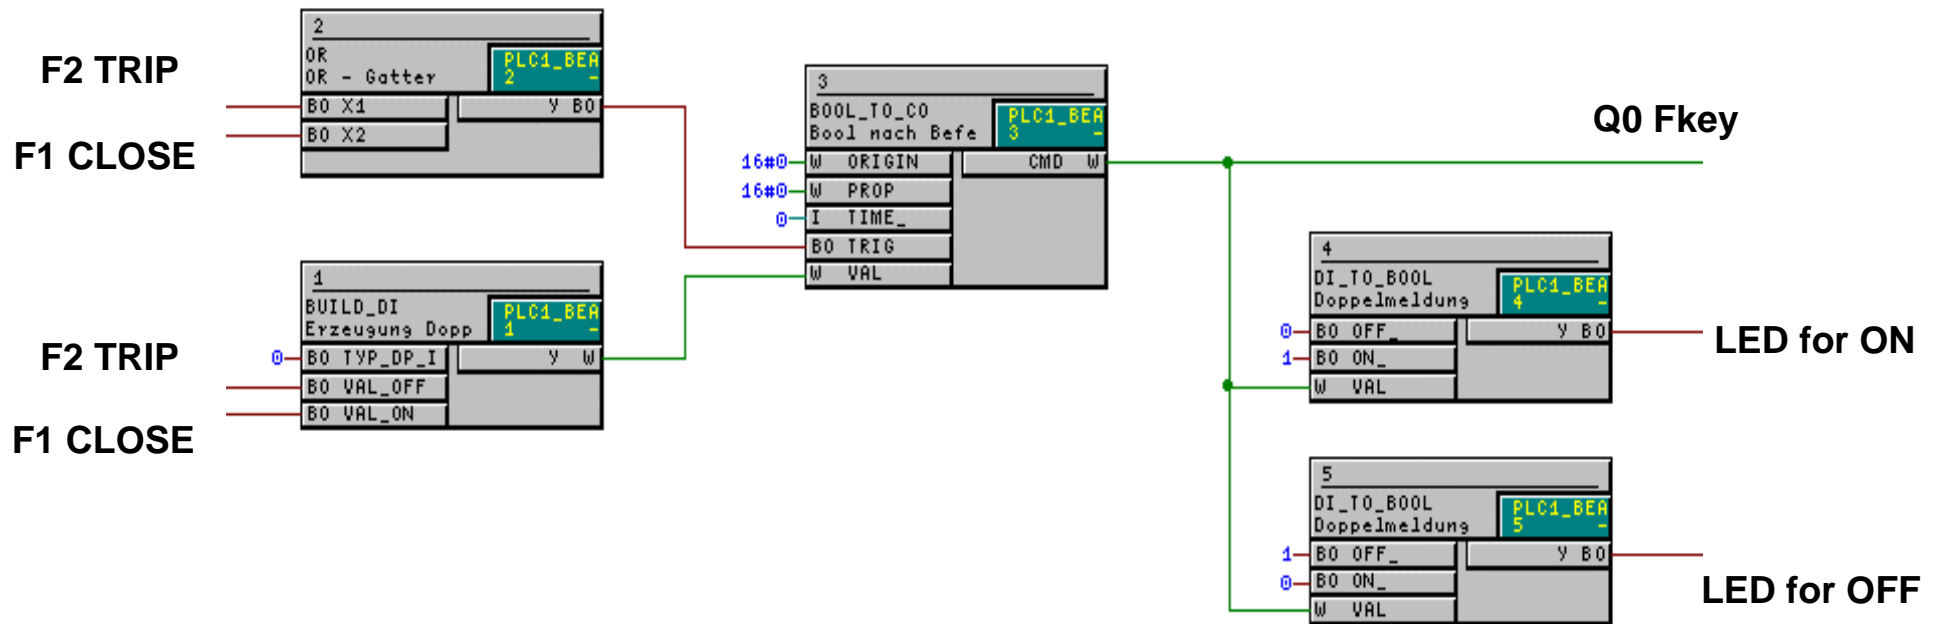 F2 TRIP
F1 CLOSE
2
OR
OR - Gatter
PLC1_BEA
2 -
BO X1
Y BO
BO X2
F2 TRIP
F1 CLOSE
1
BUILD_DI
Erzeugung Dopp
PLC1_BEA
1 -
0
BO TYP_DP_I
Y W
BO VAL_OFF
BO VAL_ON
3
BOOL_TO_CO
Bool nach Befe
PLC1_BEA
3 -
16#0
W ORIGIN
CMD W
16#0
W PROP
0
I TIME_
BO TRIG
W VAL
Q0 Fkey
4
DI_TO_BOOL
Doppelmeldung
PLC1_BEA
4 -
0
BO OFF_
Y BO
1
BO ON_
W VAL
LED for ON
5
DI_TO_BOOL
Doppelmeldung
PLC1_BEA
5 -
1
BO OFF_
Y BO
0
BO ON_
W VAL
LED for OFF